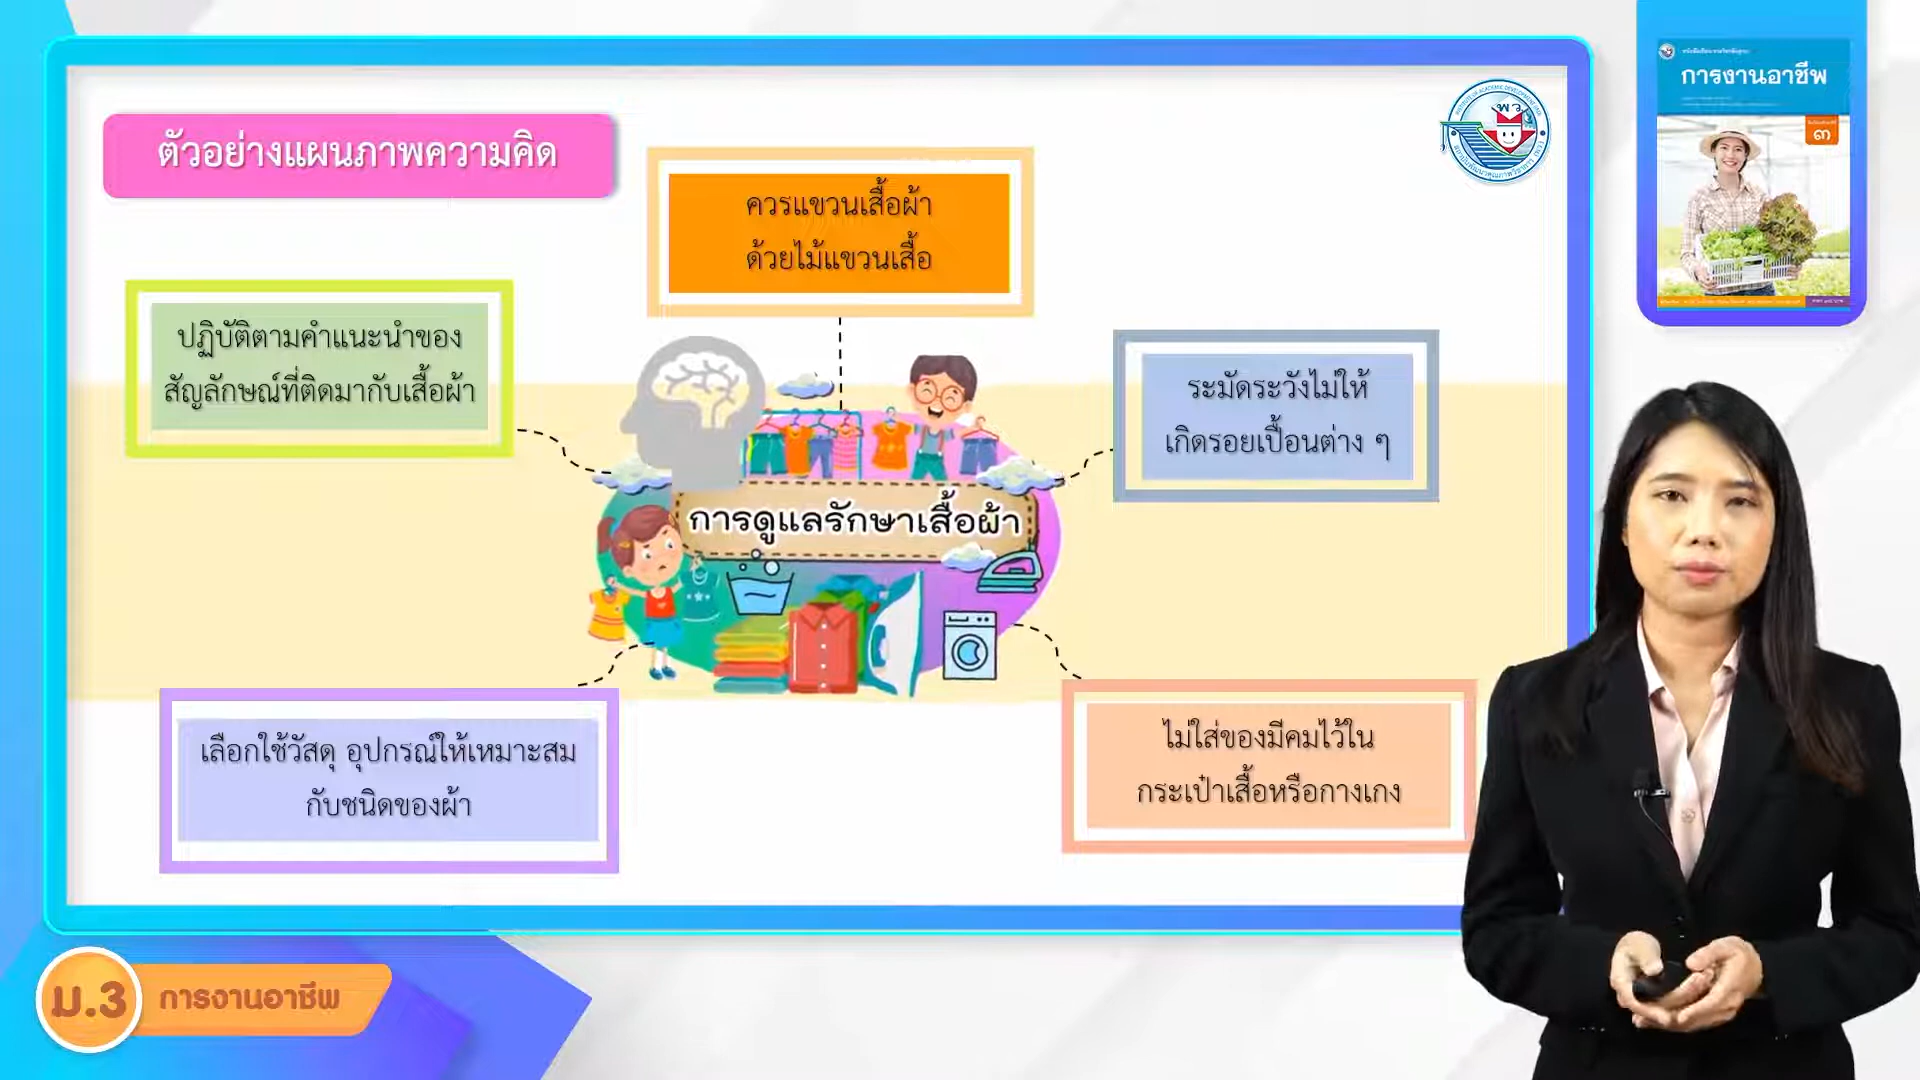 ตัวอย่างแผนภาพความคิด
ควรแขวนเสื้อผ้า
ด้วยไม้แขวนเสื้อ
ปฏิบัติตามคำแนะนำของ
สัญลักษณ์ที่ติดมากับเสื้อผ้า
ระมัดระวังไม่ให้
เกิดรอยเปื้อนต่าง ๆ
การดูแลรักษาเสื้อผ้า
เลือกใช้วัสดุ อุปกรณ์ให้เหมาะสม
กับชนิดของผ้า
ไม่ใส่ของมีคมไว้ใน
กระเป๋าเสื้อหรือกางเกง
พว
การงานอาชีพ
๓
ม.3 การงานอาชีพ